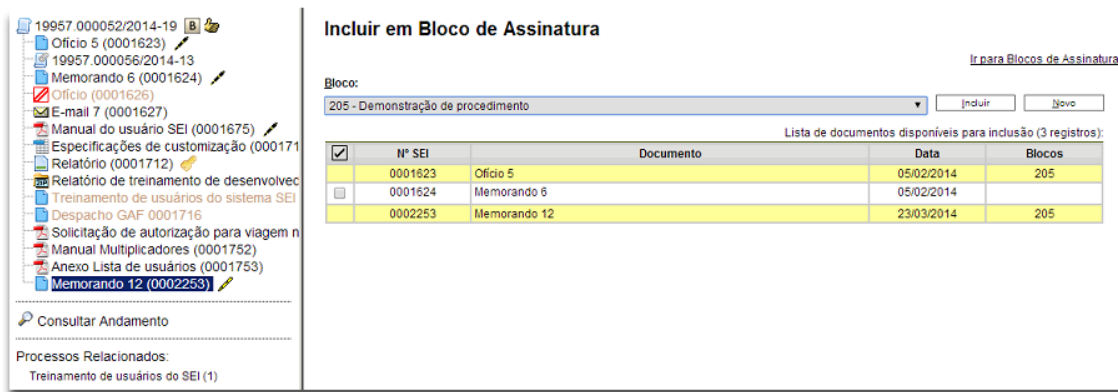 19957.000052/2014-19 B
Ofício 5 (0001623)
19957.000056/2014-13
Memorando 6 (0001624)
Ofício (0001626)
E-mail 7 (0001627)
Manual do usuário SEI (0001675)
Especificações de customização (000171
Relatório (0001712)
Relatório de treinamento de desenvolvec
Treinamento de usuários do sistema SEI
Despacho GAF 0001716
Solicitação de autorização para viagem n
Manual Multiplicadores (0001752)
Anexo Lista de usuários (0001753)
Memorando 12 (0002253)
Consultar Andamento
Processos Relacionados:
Treinamento de usuários do SEI (1)
Incluir em Bloco de Assinatura
Ir para Blocos de Assinatura
Bloco:
205 - Demonstração de procedimento Incluir Novo
Lista de documentos disponíveis para inclusão (3 registros):
Nº SEI Documento Data Blocos
0001623 Ofício 5 05/02/2014 205
0001624 Memorando 6 05/02/2014
0002253 Memorando 12 23/03/2014 205